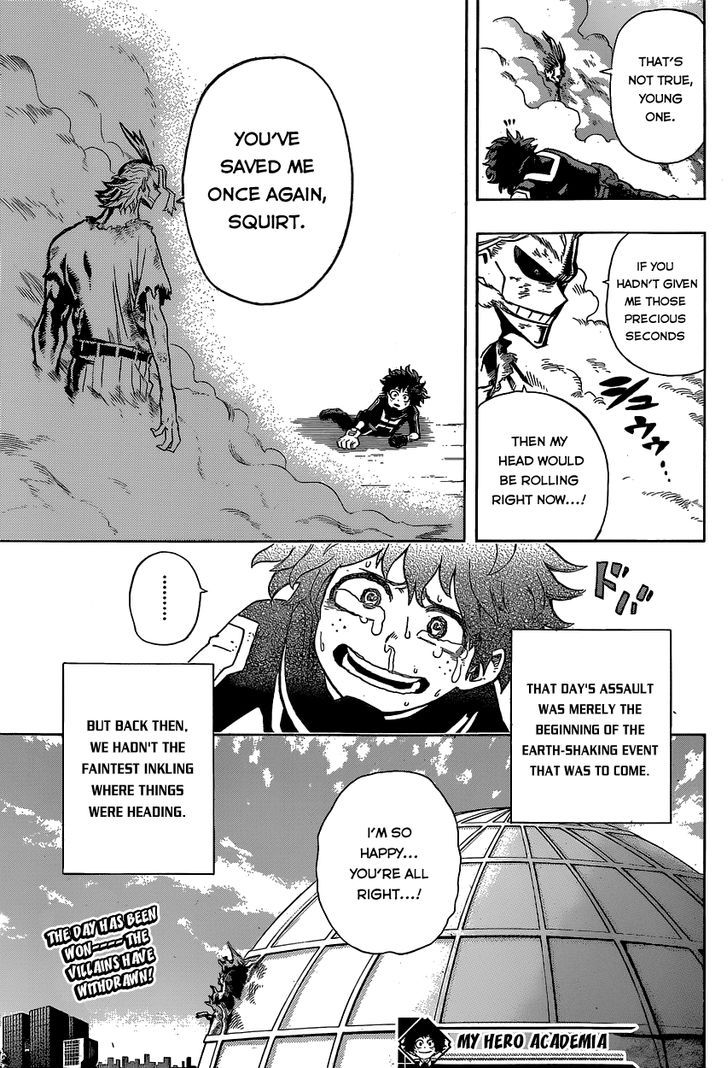 THAT'S
NOT TRUE,
YOUNG
ONE.
IF YOU
HADN'T GIVEN
ME THOSE
PRECIOUS
SECONDS
シュウゥゥ
THEN MY
HEAD WOULD
BE ROLLING
RIGHT NOW...!
YOU'VE
SAVED ME
ONCE AGAIN,
SQUIRT.
ドバ
.........
THAT DAY'S ASSAULT
WAS MERELY THE
BEGINNING OF THE
EARTH-SHAKING EVENT
THAT WAS TO COME.
BUT BACK THEN,
WE HADN'T THE
FAINTEST INKLING
WHERE THINGS
WERE HEADING.
I'M SO
HAPPY...
YOU'RE ALL
RIGHT...!
THE DAY HAS BEEN
WON---- THE
VILLAINS HAVE
WITHDRAWN!
MY HERO ACADEMIA